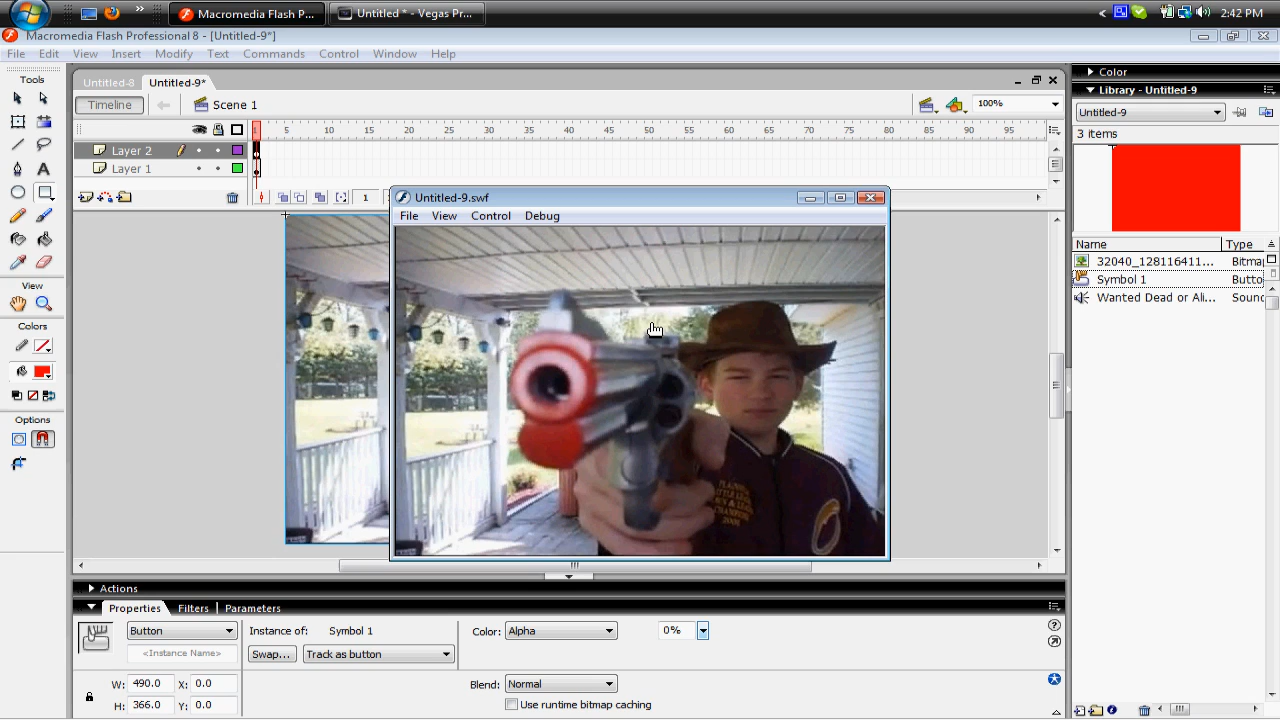 Macromedia Flash P...
Untitled * - Vegas Pr...
2:42 PM
Macromedia Flash Professional 8 - [Untitled-9*]
File Edit View Insert Modify Text Commands Control Window Help
Tools
View
Colors
Options
Untitled-8 Untitled-9*
Timeline Scene 1 100%
1 5 10 15 20 25 30 35 40 45 50 55 60 65 70 75 80 85 90 95
Layer 2
Layer 1
1
Untitled-9.swf
File View Control Debug
Color
Library - Untitled-9
Untitled-9
3 items
Name Type
32040_128116411... Bitma
Symbol 1 Butto
Wanted Dead or Ali... Sound
Actions
Properties Filters Parameters
Button Instance of: Symbol 1 Color: Alpha 0%
<Instance Name> Swap... Track as button
W: 490.0 X: 0.0 Blend: Normal
H: 366.0 Y: 0.0 Use runtime bitmap caching